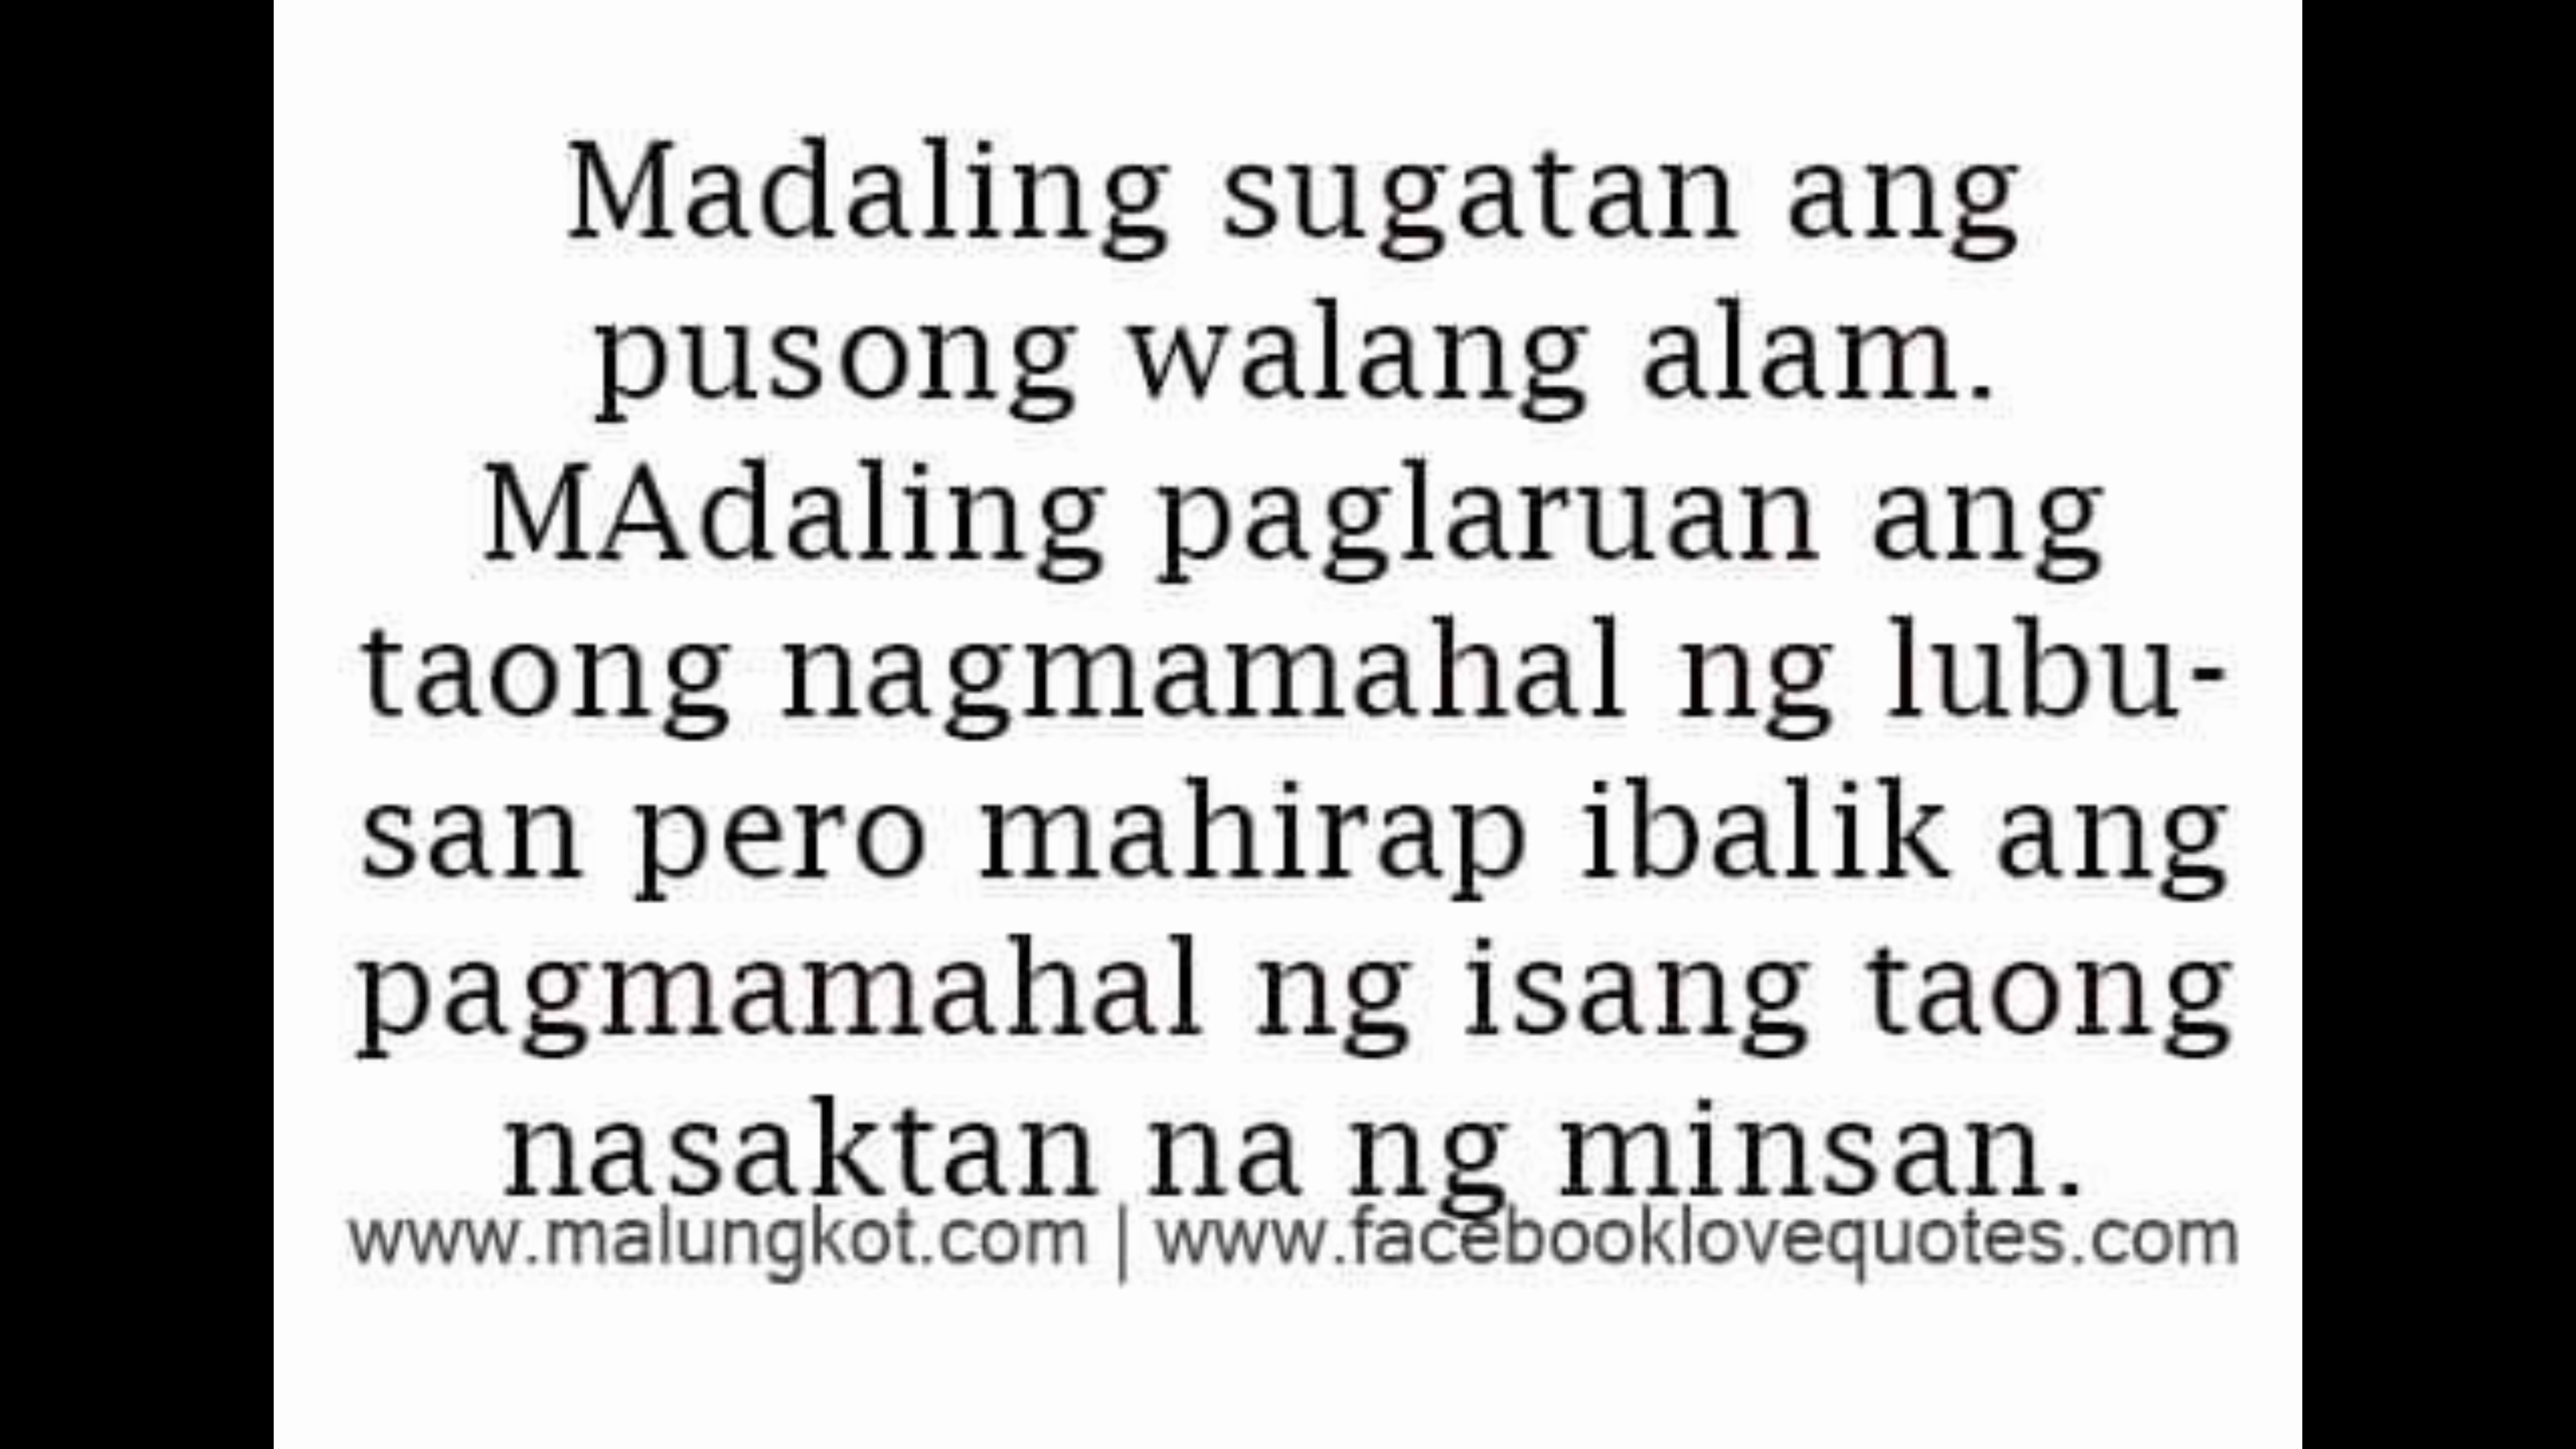 Madaling sugatan ang
pusong walang alam.
MAdaling paglaruan ang
taong nagmamahal ng lubu-
san pero mahirap ibalik ang
pagmamahal ng isang taong
nasaktan na ng minsan.
www.malungkot.com | www.facebooklovequotes.com